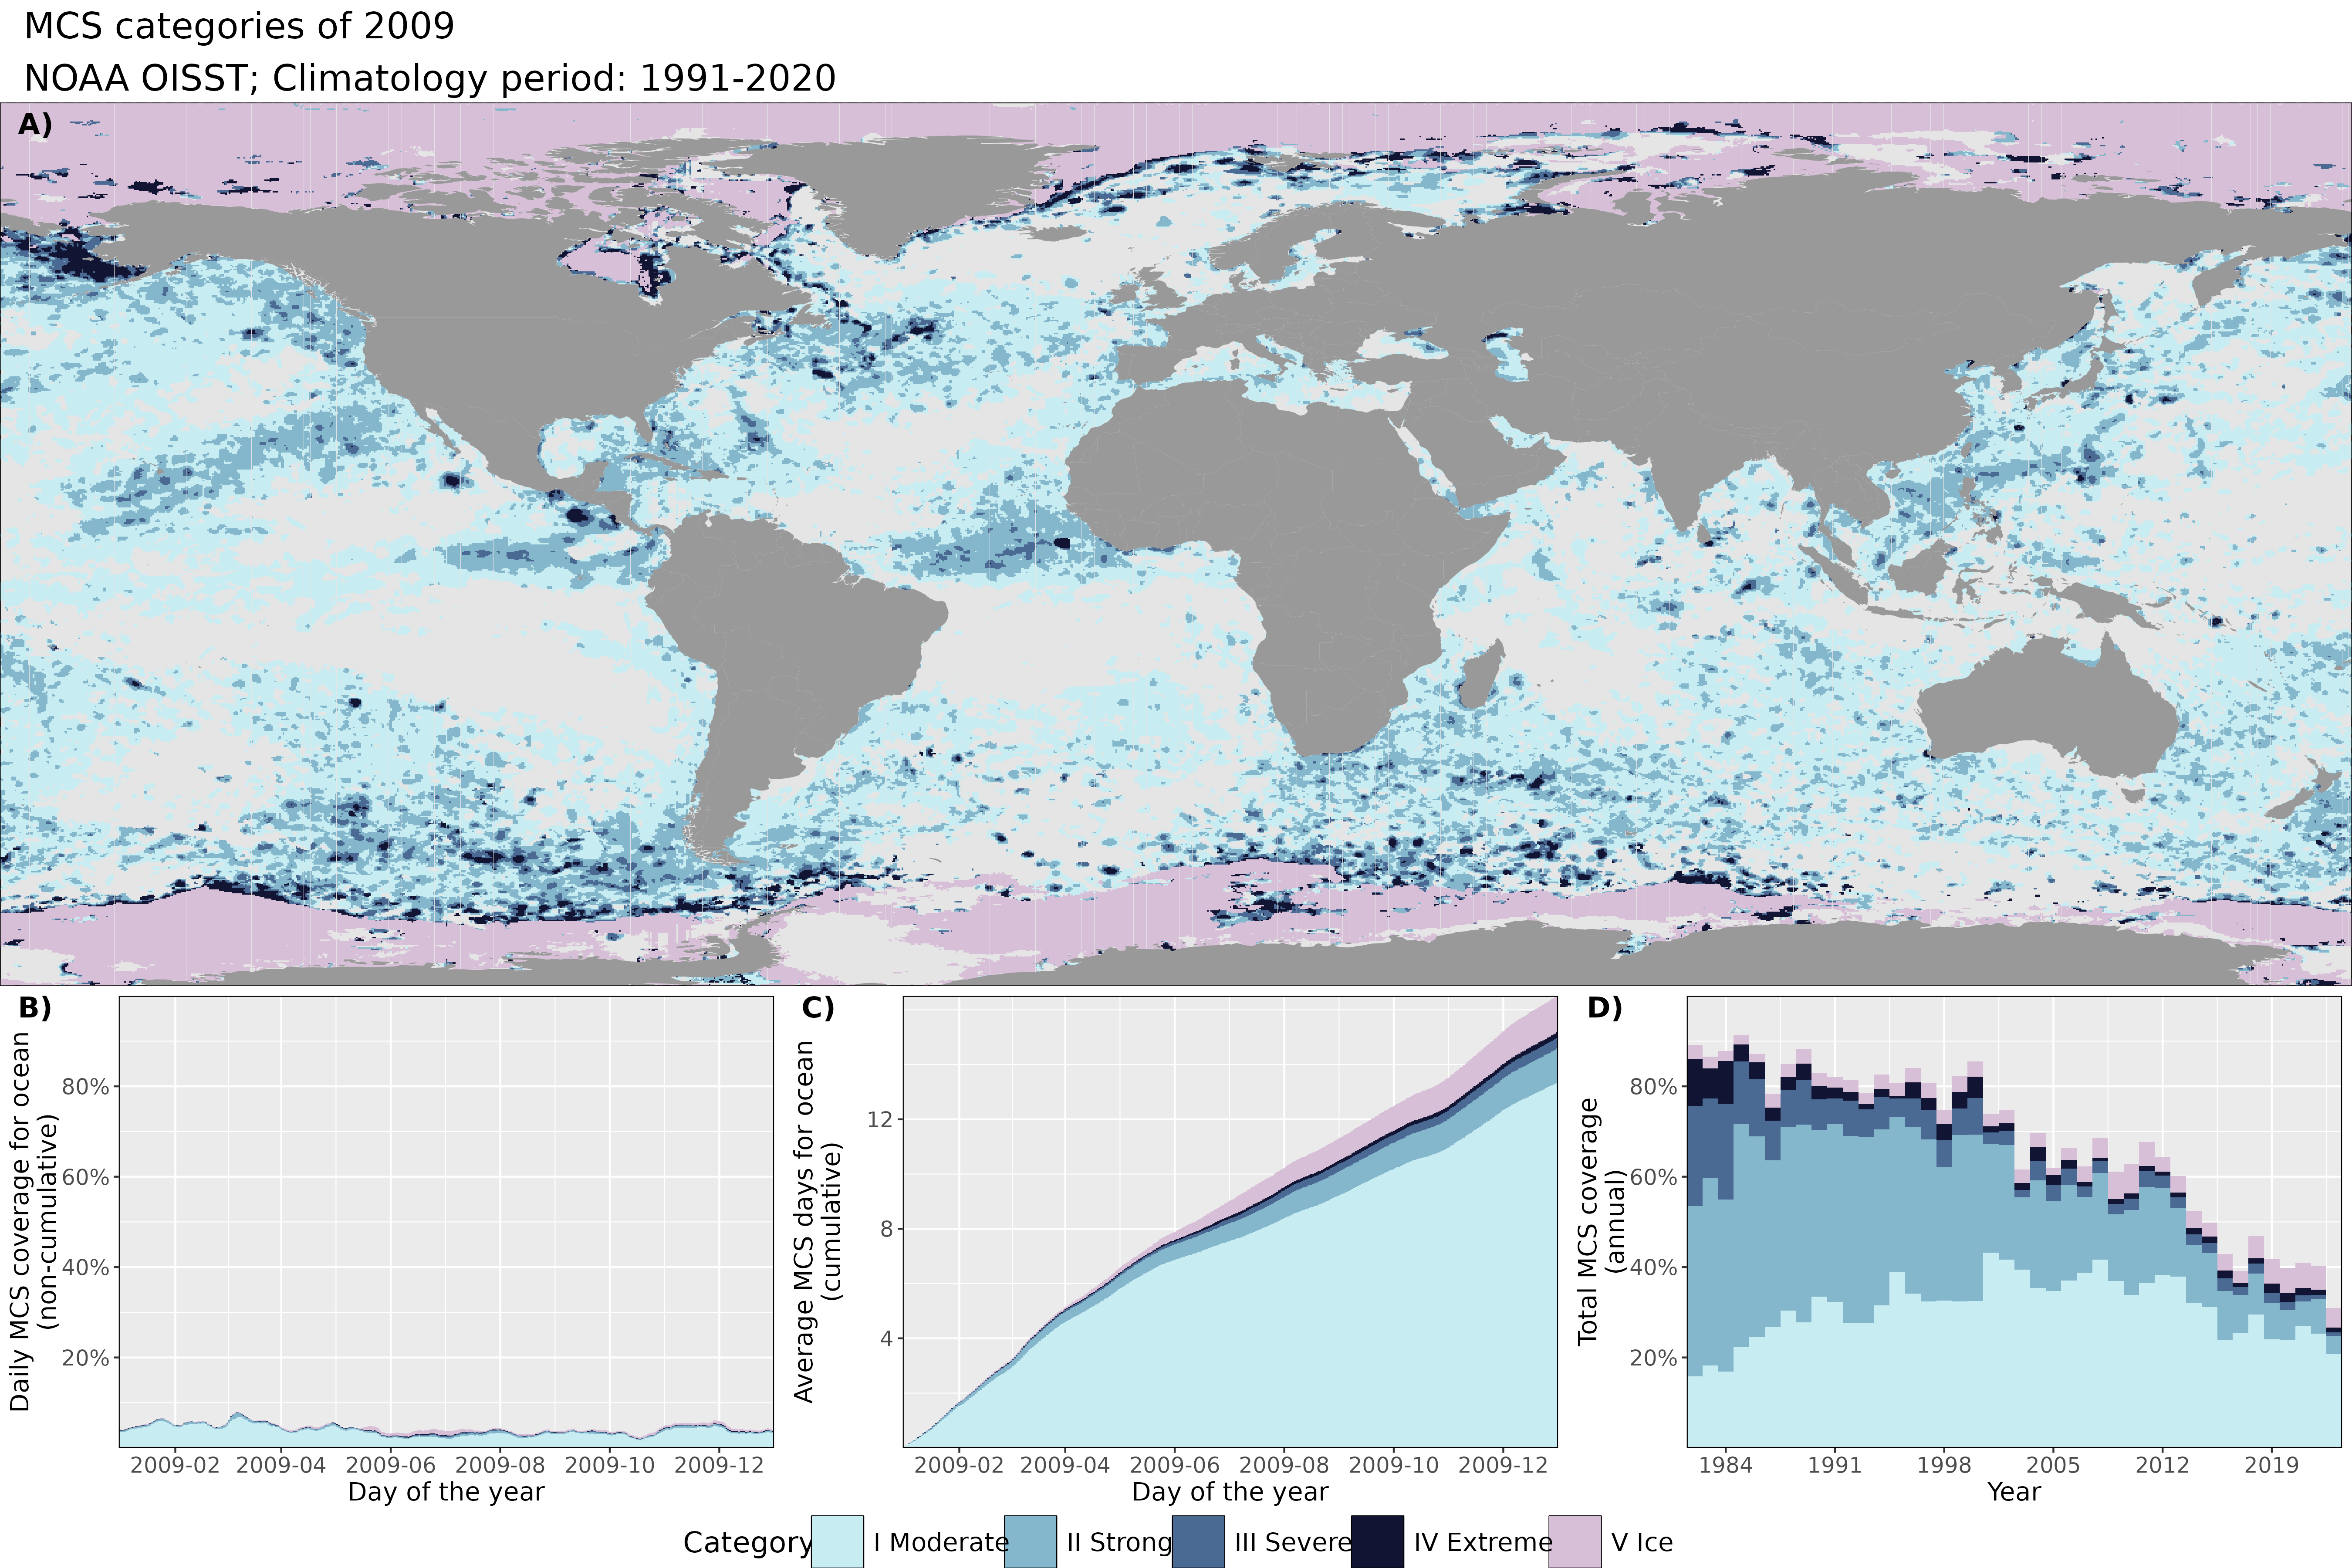 MCS categories of 2009
NOAA OISST; Climatology period: 1991-2020
A)
B)
Daily MCS coverage for ocean
(non-cumulative)
80%
60%
40%
20%
2009-02 2009-04 2009-06 2009-08 2009-10 2009-12
Day of the year
C)
Average MCS days for ocean
(cumulative)
12
8
4
2009-02 2009-04 2009-06 2009-08 2009-10 2009-12
Day of the year
D)
Total MCS coverage
(annual)
80%
60%
40%
20%
1984 1991 1998 2005 2012 2019
Year
Category I Moderate II Strong III Severe IV Extreme V Ice